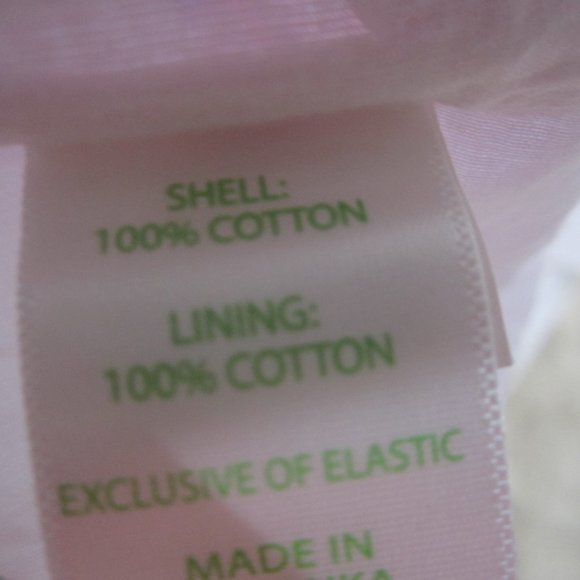 SHELL:
100% COTTON
LINING:
100% COTTON
EXCLUSIVE OF ELASTIC
MADE IN